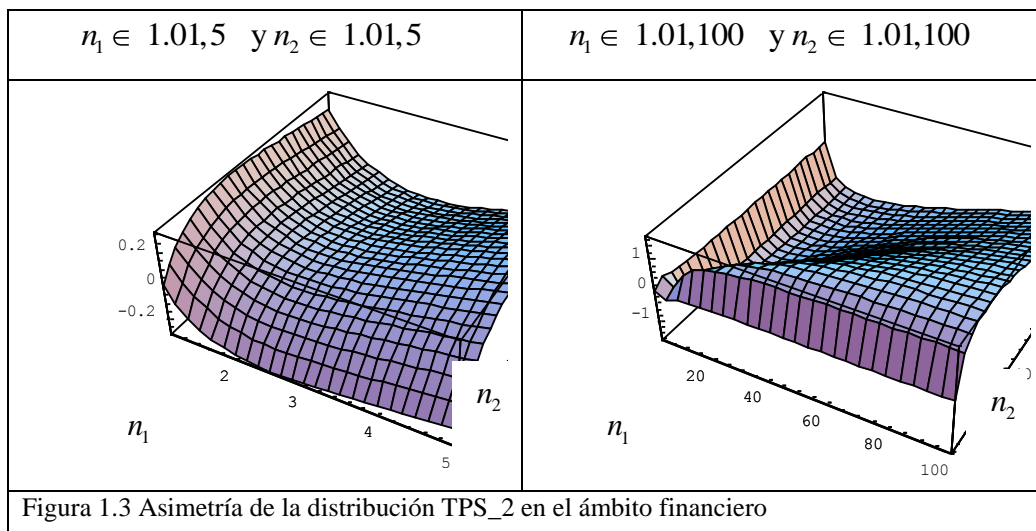 n₁ ∈ 1.01,5 y n₂ ∈ 1.01,5
n₁ ∈ 1.01,100 y n₂ ∈ 1.01,100
0.2
0
-0.2
2
3
4
5
n₁
n₂
1
0
-1
20
40
60
80
100
n₁
n₂
Figura 1.3 Asimetría de la distribución TPS_2 en el ámbito financiero